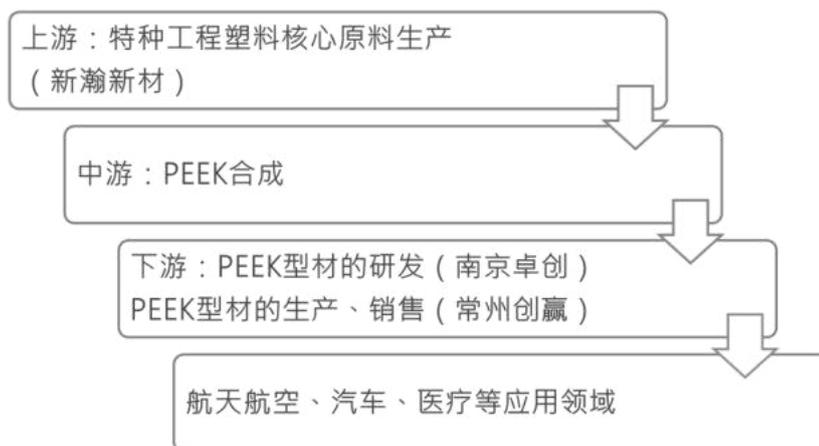 上游：特种工程塑料核心原料生产
（新瀚新材）
中游：PEEK合成
下游：PEEK型材的研发（南京卓创）
PEEK型材的生产、销售（常州创赢）
航天航空、汽车、医疗等应用领域